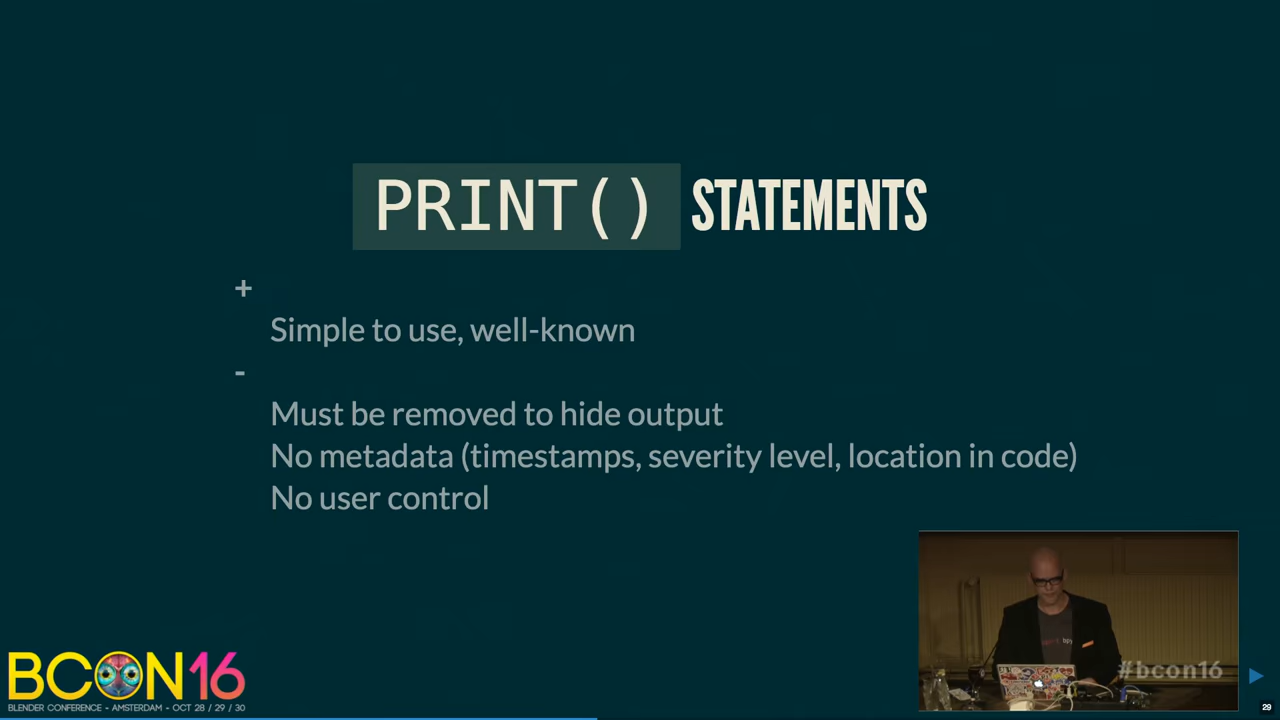 PRINT() STATEMENTS
+
Simple to use, well-known
-
Must be removed to hide output
No metadata (timestamps, severity level, location in code)
No user control
#bcon16
BCON16
BLENDER CONFERENCE - AMSTERDAM - OCT 28 / 29 / 30
29